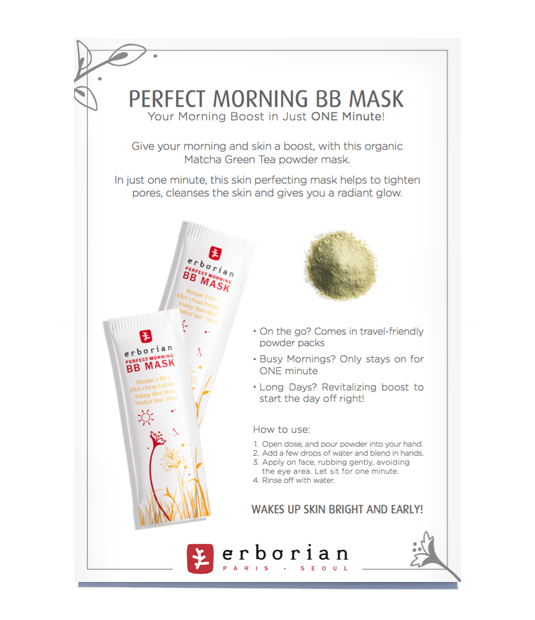 PERFECT MORNING BB MASK
Your Morning Boost in Just ONE Minute!
Give your morning and skin a boost, with this organic
Matcha Green Tea powder mask.
In just one minute, this skin perfecting mask helps to tighten
pores, cleanses the skin and gives you a radiant glow.
erborian
PERFECT MORNING
BB MASK
erborian
PERFECT MORNING
BB MASK
• On the go? Comes in travel-friendly
powder packs
• Busy Mornings? Only stays on for
ONE minute
• Long Days? Revitalizing boost to
start the day off right!
How to use:
1. Open dose, and pour powder into your hand.
2. Add a few drops of water and blend in hands.
3. Apply on face, rubbing gently, avoiding
the eye area. Let sit for one minute.
4. Rinse off with water.
WAKES UP SKIN BRIGHT AND EARLY!
erborian
PARIS - SEOUL